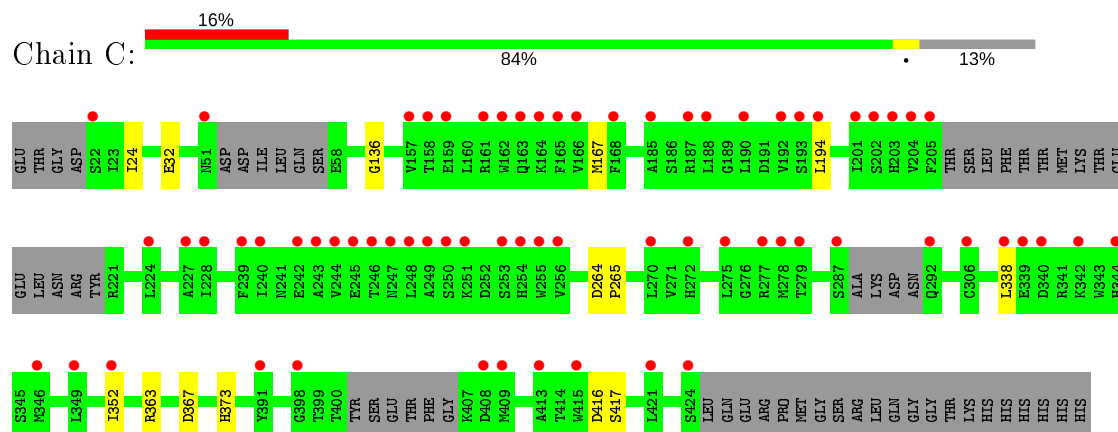 16%
Chain C:
84% • 13%
GLU THR GLY ASP S22 I23 I24 E32 N51 ASP ASP ILE LEU GLN SER E58 G136 V157 T158 E159 L160 R161 W162 Q163 K164 F165 V166 M167 F168 A185 S186 R187 L188 G189 L190 D191 V192 S193 L194 I201 S202 H203 V204 F205 THR SER LEU PHE THR THR MET LYS THR GLU
GLU LEU ASN ARG TYR R221 L224 A227 I228 F239 I240 N241 E242 A243 V244 E245 T246 N247 L248 A249 S250 K251 D252 S253 H254 W255 V256 D264 P265 L270 V271 H272 L275 G276 R277 M278 T279 S287 ALA LYS ASP ASN Q292 C306 L338 E339 D340 R341 K342 W343 H344
S345 M346 L349 I352 R363 D367 H373 Y391 G398 T399 T400 TYR SER GLU THR PHE GLY K407 D408 M409 A413 T414 W415 D416 S417 L421 S424 LEU GLN GLU ARG PRO MET GLY SER ARG LEU GLN GLY GLY THR LYS HIS HIS HIS HIS HIS HIS